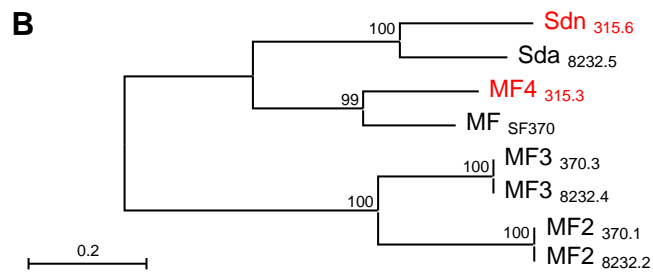 B
100
Sdn 315.6
Sda 8232.5
99
MF4 315.3
MF SF370
100
MF3 370.3
MF3 8232.4
100
100
MF2 370.1
MF2 8232.2
0.2